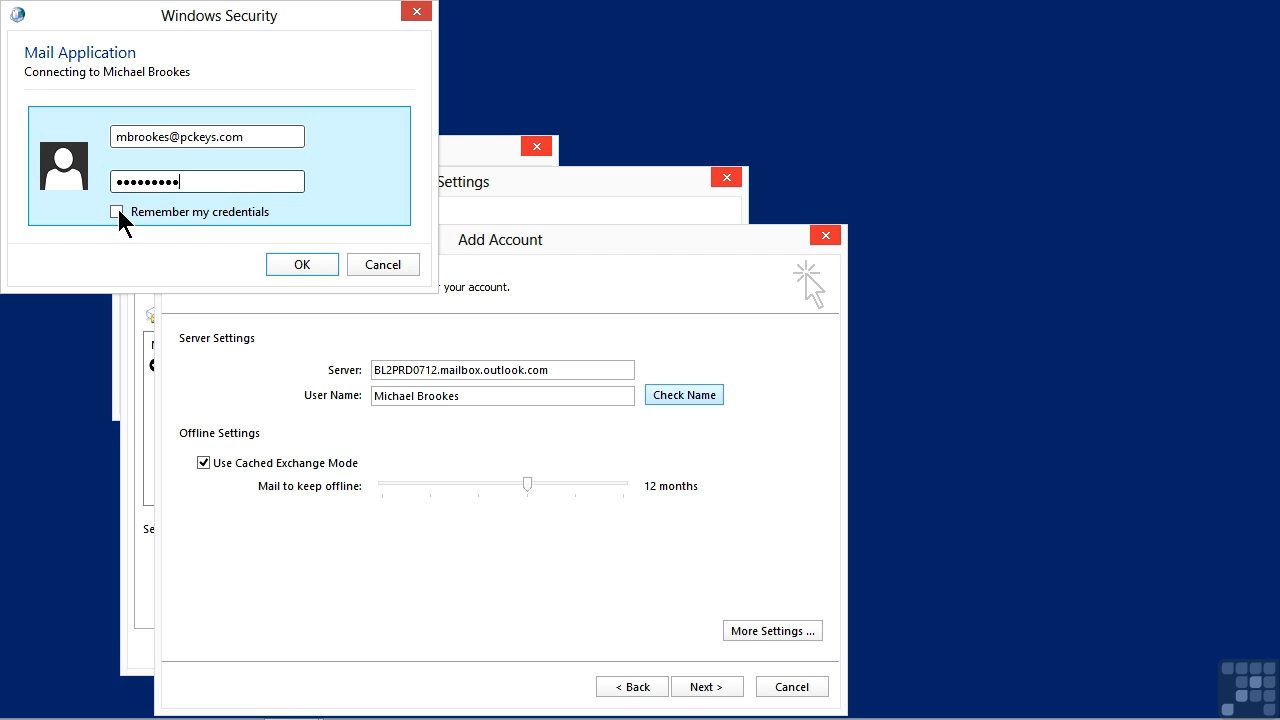 Windows Security
Mail Application
Connecting to Michael Brookes
mbrookes@pckeys.com
Remember my credentials
OK
Cancel
Settings
Add Account
your account.
Server Settings
Server: BL2PRD0712.mailbox.outlook.com
User Name: Michael Brookes
Check Name
Offline Settings
Use Cached Exchange Mode
Mail to keep offline: 12 months
Se
More Settings ...
< Back
Next >
Cancel